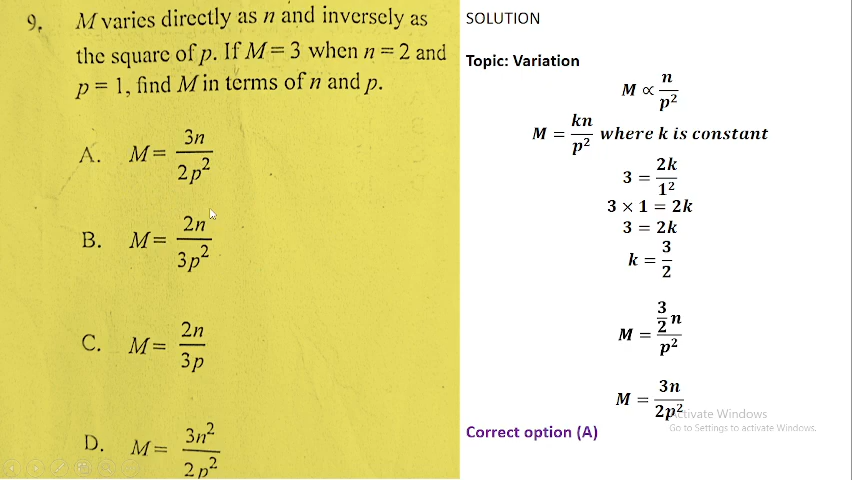 9. M varies directly as n and inversely as
the square of p. If M = 3 when n = 2 and
p = 1, find M in terms of n and p.
A. M = 3n/2p²
B. M = 2n/3p²
C. M = 2n/3p
D. M = 3n²/2p²
SOLUTION
Topic: Variation
M ∝ n/p²
M = kn/p² where k is constant
3 = 2k/1²
3 × 1 = 2k
3 = 2k
k = 3/2
M = 3/2 n/p²
M = 3n/2p²
Correct option (A)
Activate Windows
Go to Settings to activate Windows.